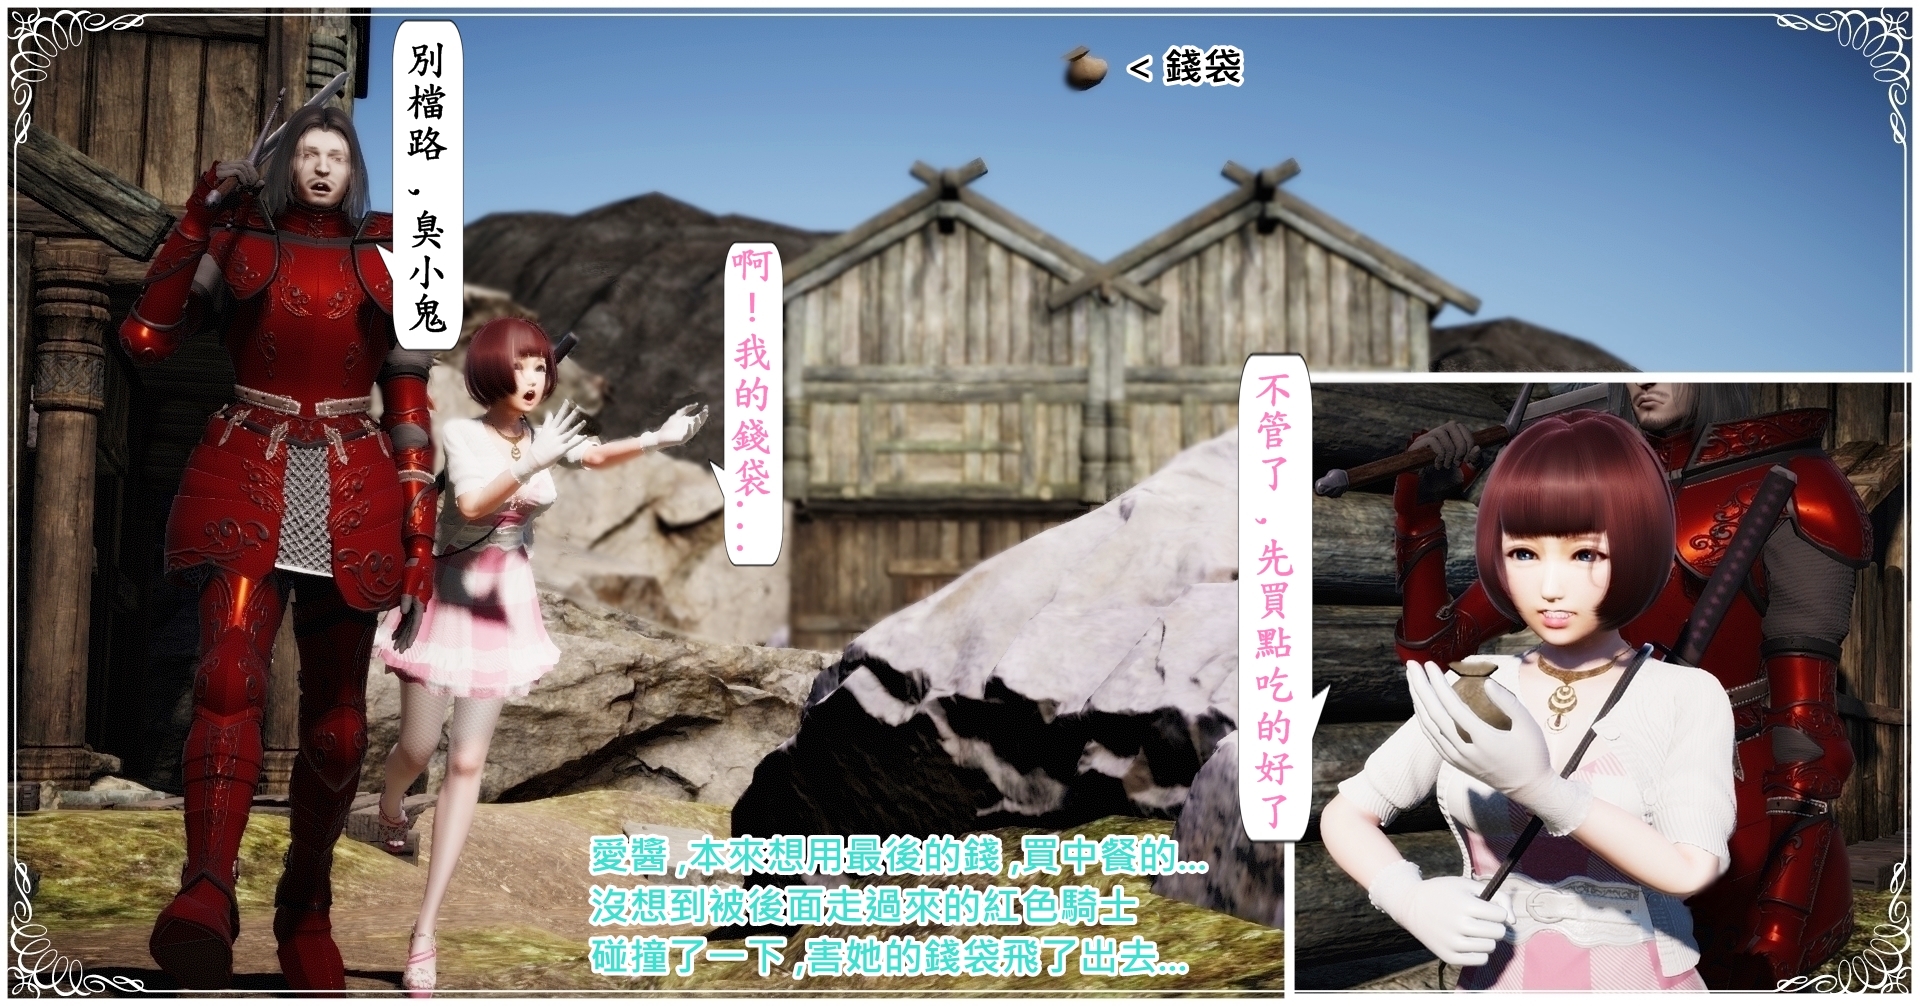 別檔路，臭小鬼
< 錢袋
啊！我的錢袋...
不管了，先買點吃的好了
愛醬 ,本來想用最後的錢 ,買中餐的...
沒想到被後面走過來的紅色騎士
碰撞了一下 ,害她的錢袋飛了出去...